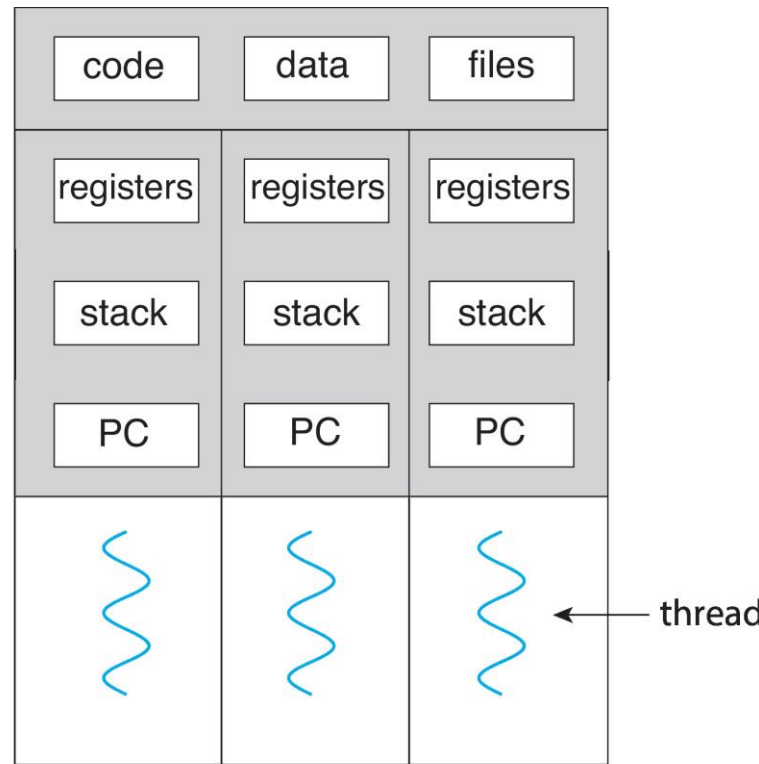 code data files
registers registers registers
stack stack stack
PC PC PC
thread